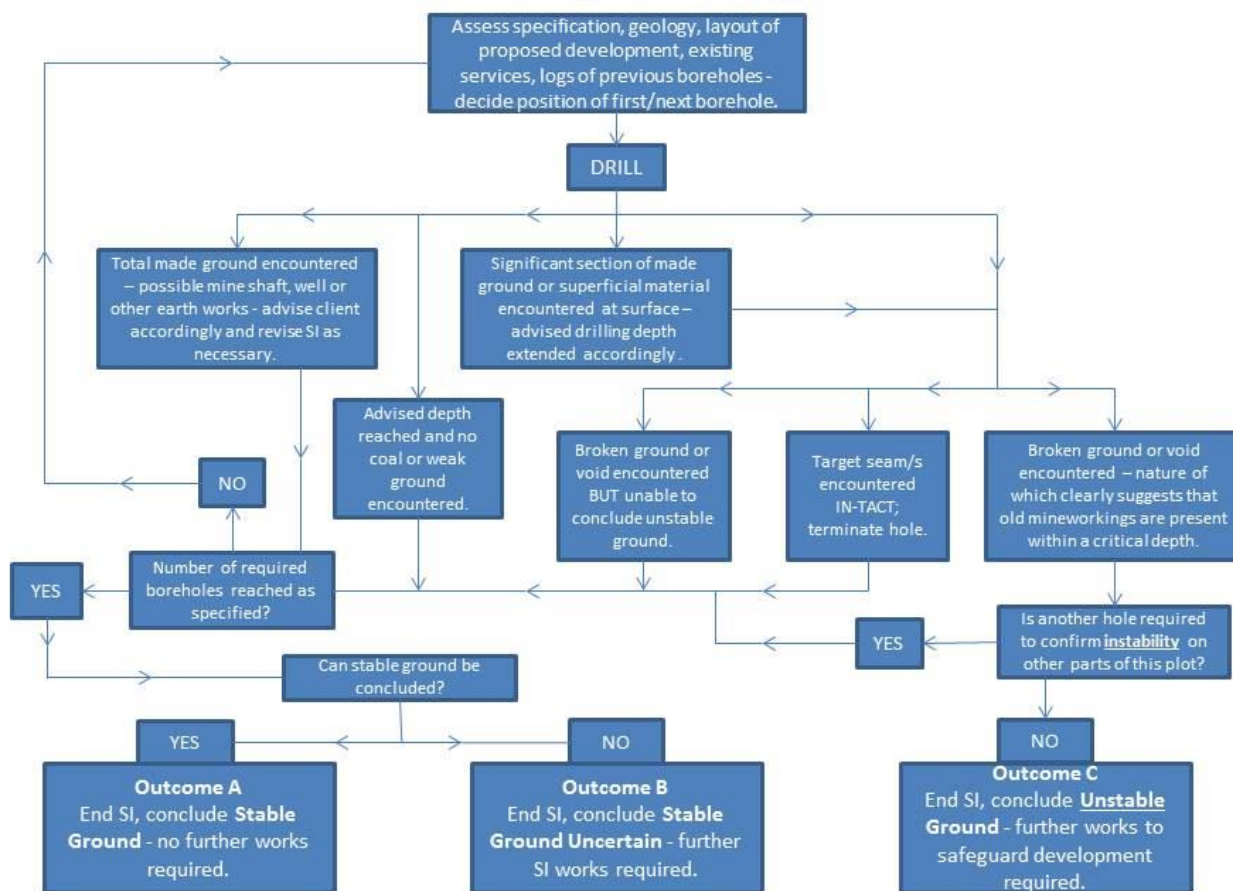 Assess specification, geology, layout of
proposed development, existing
services, logs of previous boreholes-
decide position of first/next borehole.
DRILL
Total made ground encountered
– possible mine shaft, well or
other earth works - advise client
accordingly and revise SI as
necessary.
Significant section of made
ground or superficial material
encountered at surface –
advised drilling depth
extended accordingly .
Advised depth
reached and no
coal or weak
ground
encountered.
Broken ground or
void encountered
BUT unable to
conclude unstable
ground.
Target seam/s
encountered
IN-TACT;
terminate hole.
Broken ground or void
encountered – nature of
which clearly suggests that
old mineworkings are present
within a critical depth.
NO
YES
Number of required
boreholes reached as
specified?
YES
Is another hole required
to confirm instability on
other parts of this plot?
Can stable ground be
concluded?
YES
NO
NO
Outcome A
End SI, conclude Stable
Ground - no further works
required.
Outcome B
End SI, conclude Stable
Ground Uncertain - further
SI works required.
Outcome C
End SI, conclude Unstable
Ground - further works to
safeguard development
required.